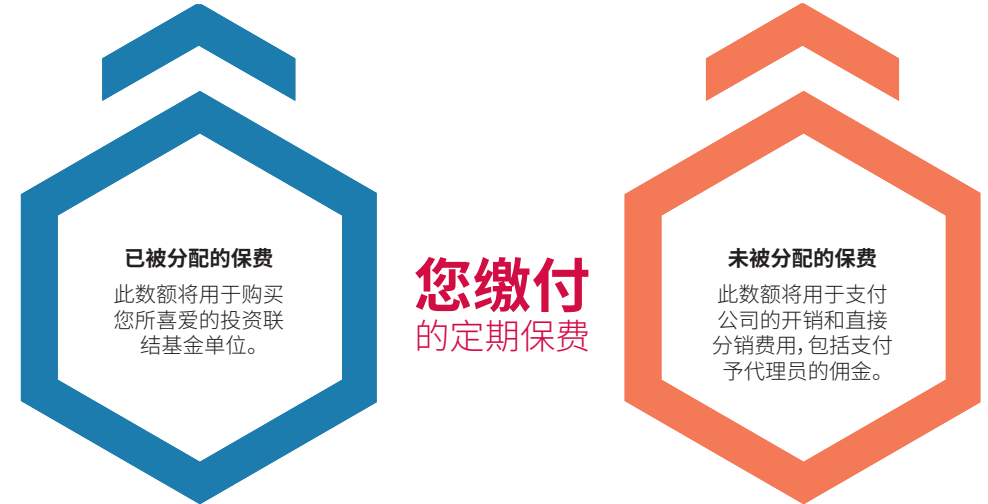 已被分配的保费
此数额将用于购买
您所喜爱的投资联
结基金单位。
您缴付
的定期保费
未被分配的保费
此数额将用于支付
公司的开销和直接
分销费用，包括支付
予代理员的佣金。